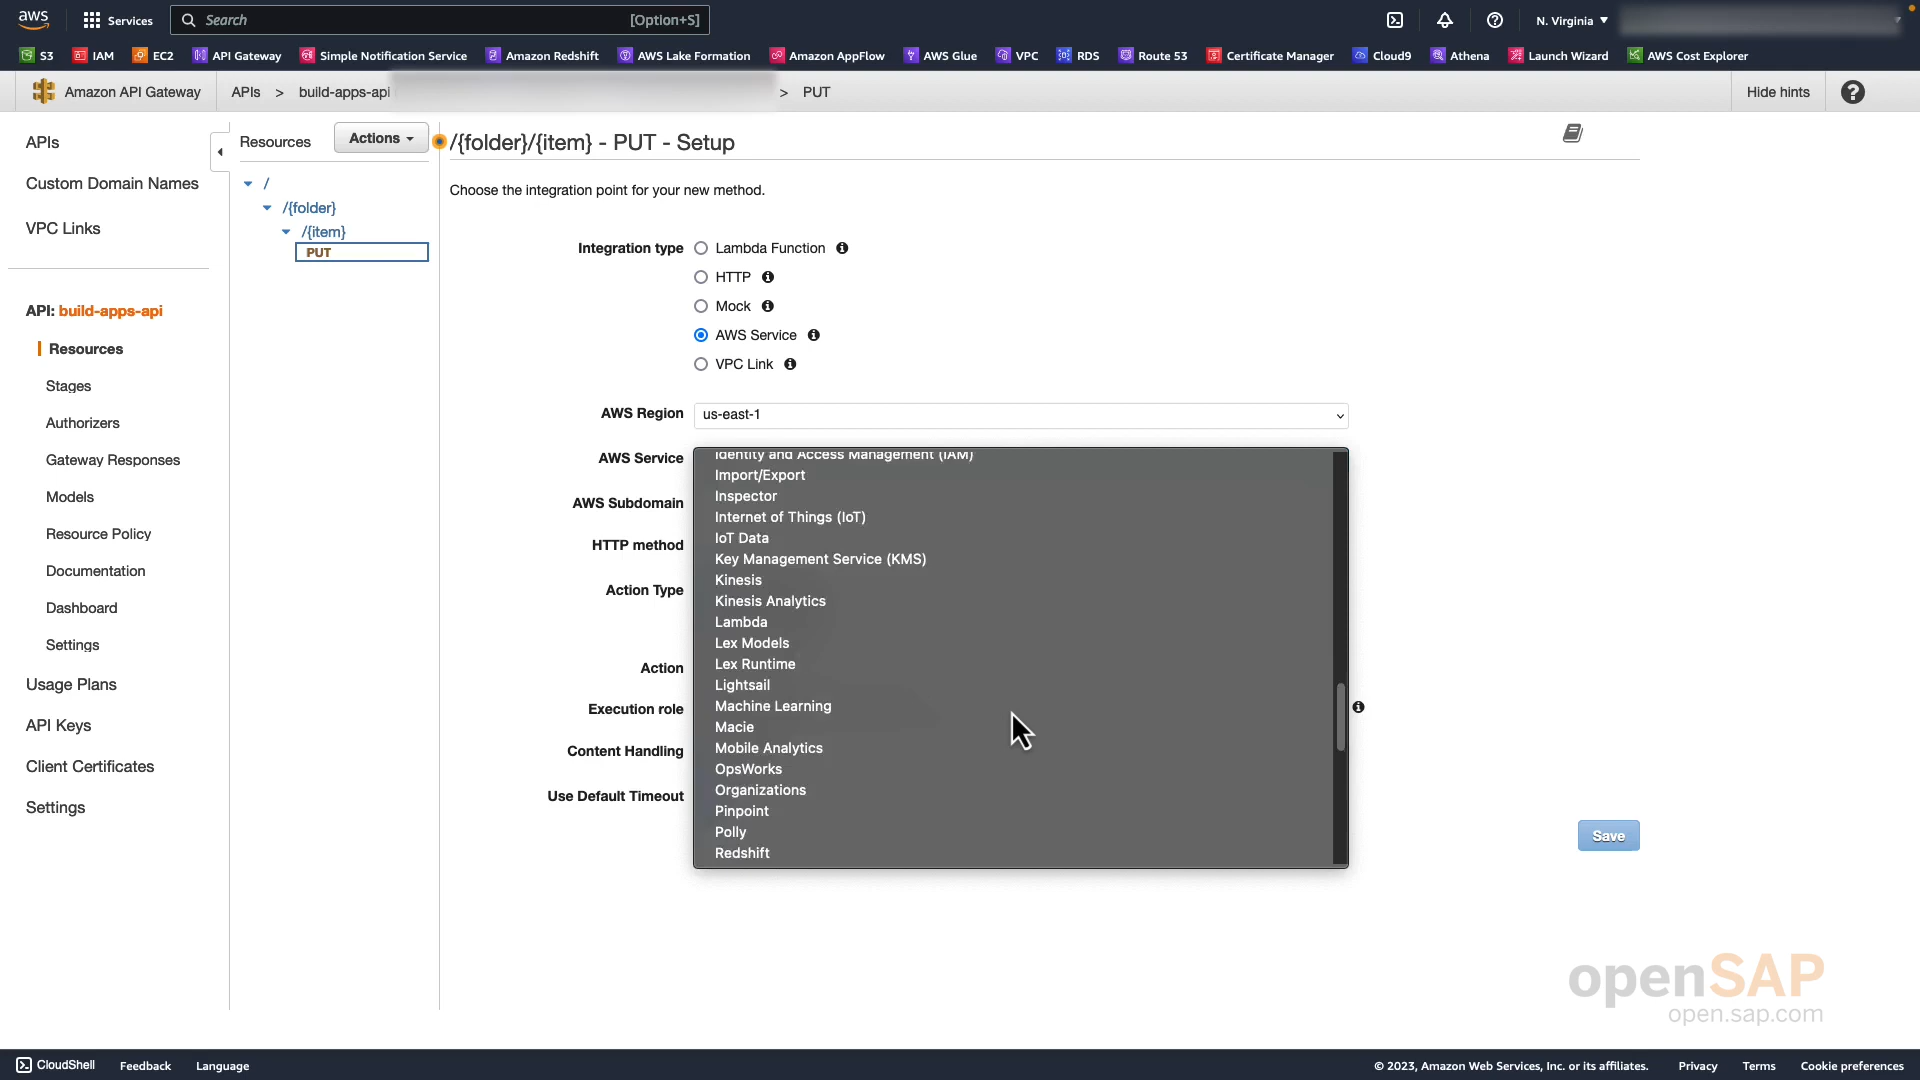 aws
Services
Search
[Option+S]
N. Virginia
S3
IAM
EC2
API Gateway
Simple Notification Service
Amazon Redshift
AWS Lake Formation
Amazon AppFlow
AWS Glue
VPC
RDS
Route 53
Certificate Manager
Cloud9
Athena
Launch Wizard
AWS Cost Explorer
Amazon API Gateway
APIs > build-apps-api > PUT
Hide hints
APIs
Custom Domain Names
VPC Links
API: build-apps-api
Resources
Stages
Authorizers
Gateway Responses
Models
Resource Policy
Documentation
Dashboard
Settings
Usage Plans
API Keys
Client Certificates
Settings
Resources
Actions
/
/{folder}
/{item}
PUT
/{folder}/{item} - PUT - Setup
Choose the integration point for your new method.
Integration type
Lambda Function
HTTP
Mock
AWS Service
VPC Link
AWS Region
us-east-1
AWS Service
AWS Subdomain
HTTP method
Action Type
Action
Execution role
Content Handling
Use Default Timeout
Identity and Access Management (IAM)
Import/Export
Inspector
Internet of Things (IoT)
IoT Data
Key Management Service (KMS)
Kinesis
Kinesis Analytics
Lambda
Lex Models
Lex Runtime
Lightsail
Machine Learning
Macie
Mobile Analytics
OpsWorks
Organizations
Pinpoint
Polly
Redshift
Save
openSAP
open.sap.com
CloudShell
Feedback
Language
© 2023, Amazon Web Services, Inc. or its affiliates.
Privacy
Terms
Cookie preferences